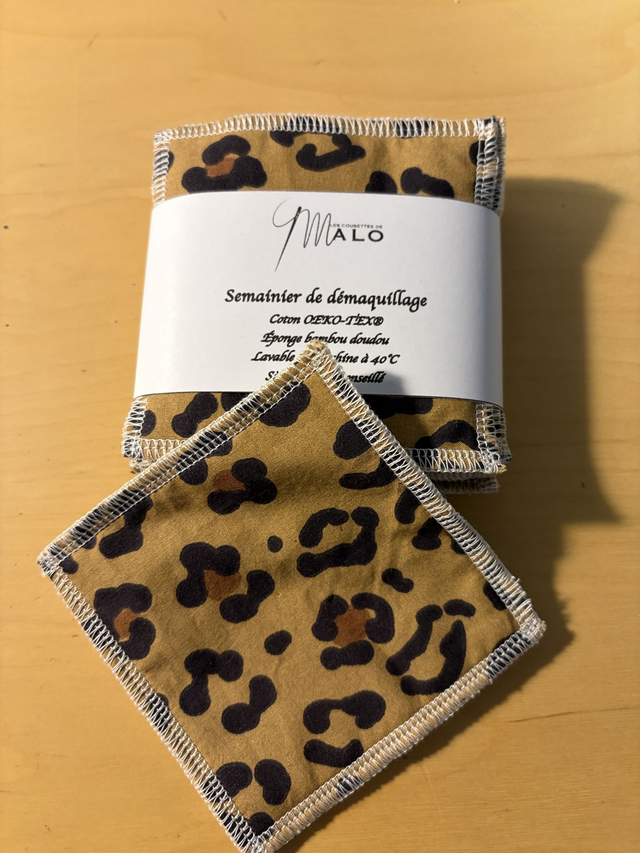 LES COUSETTES DE
MALO
Semainier de démaquillage
Coton OEKO-TEX®
Éponge bambou doudou
Lavable à 40°C